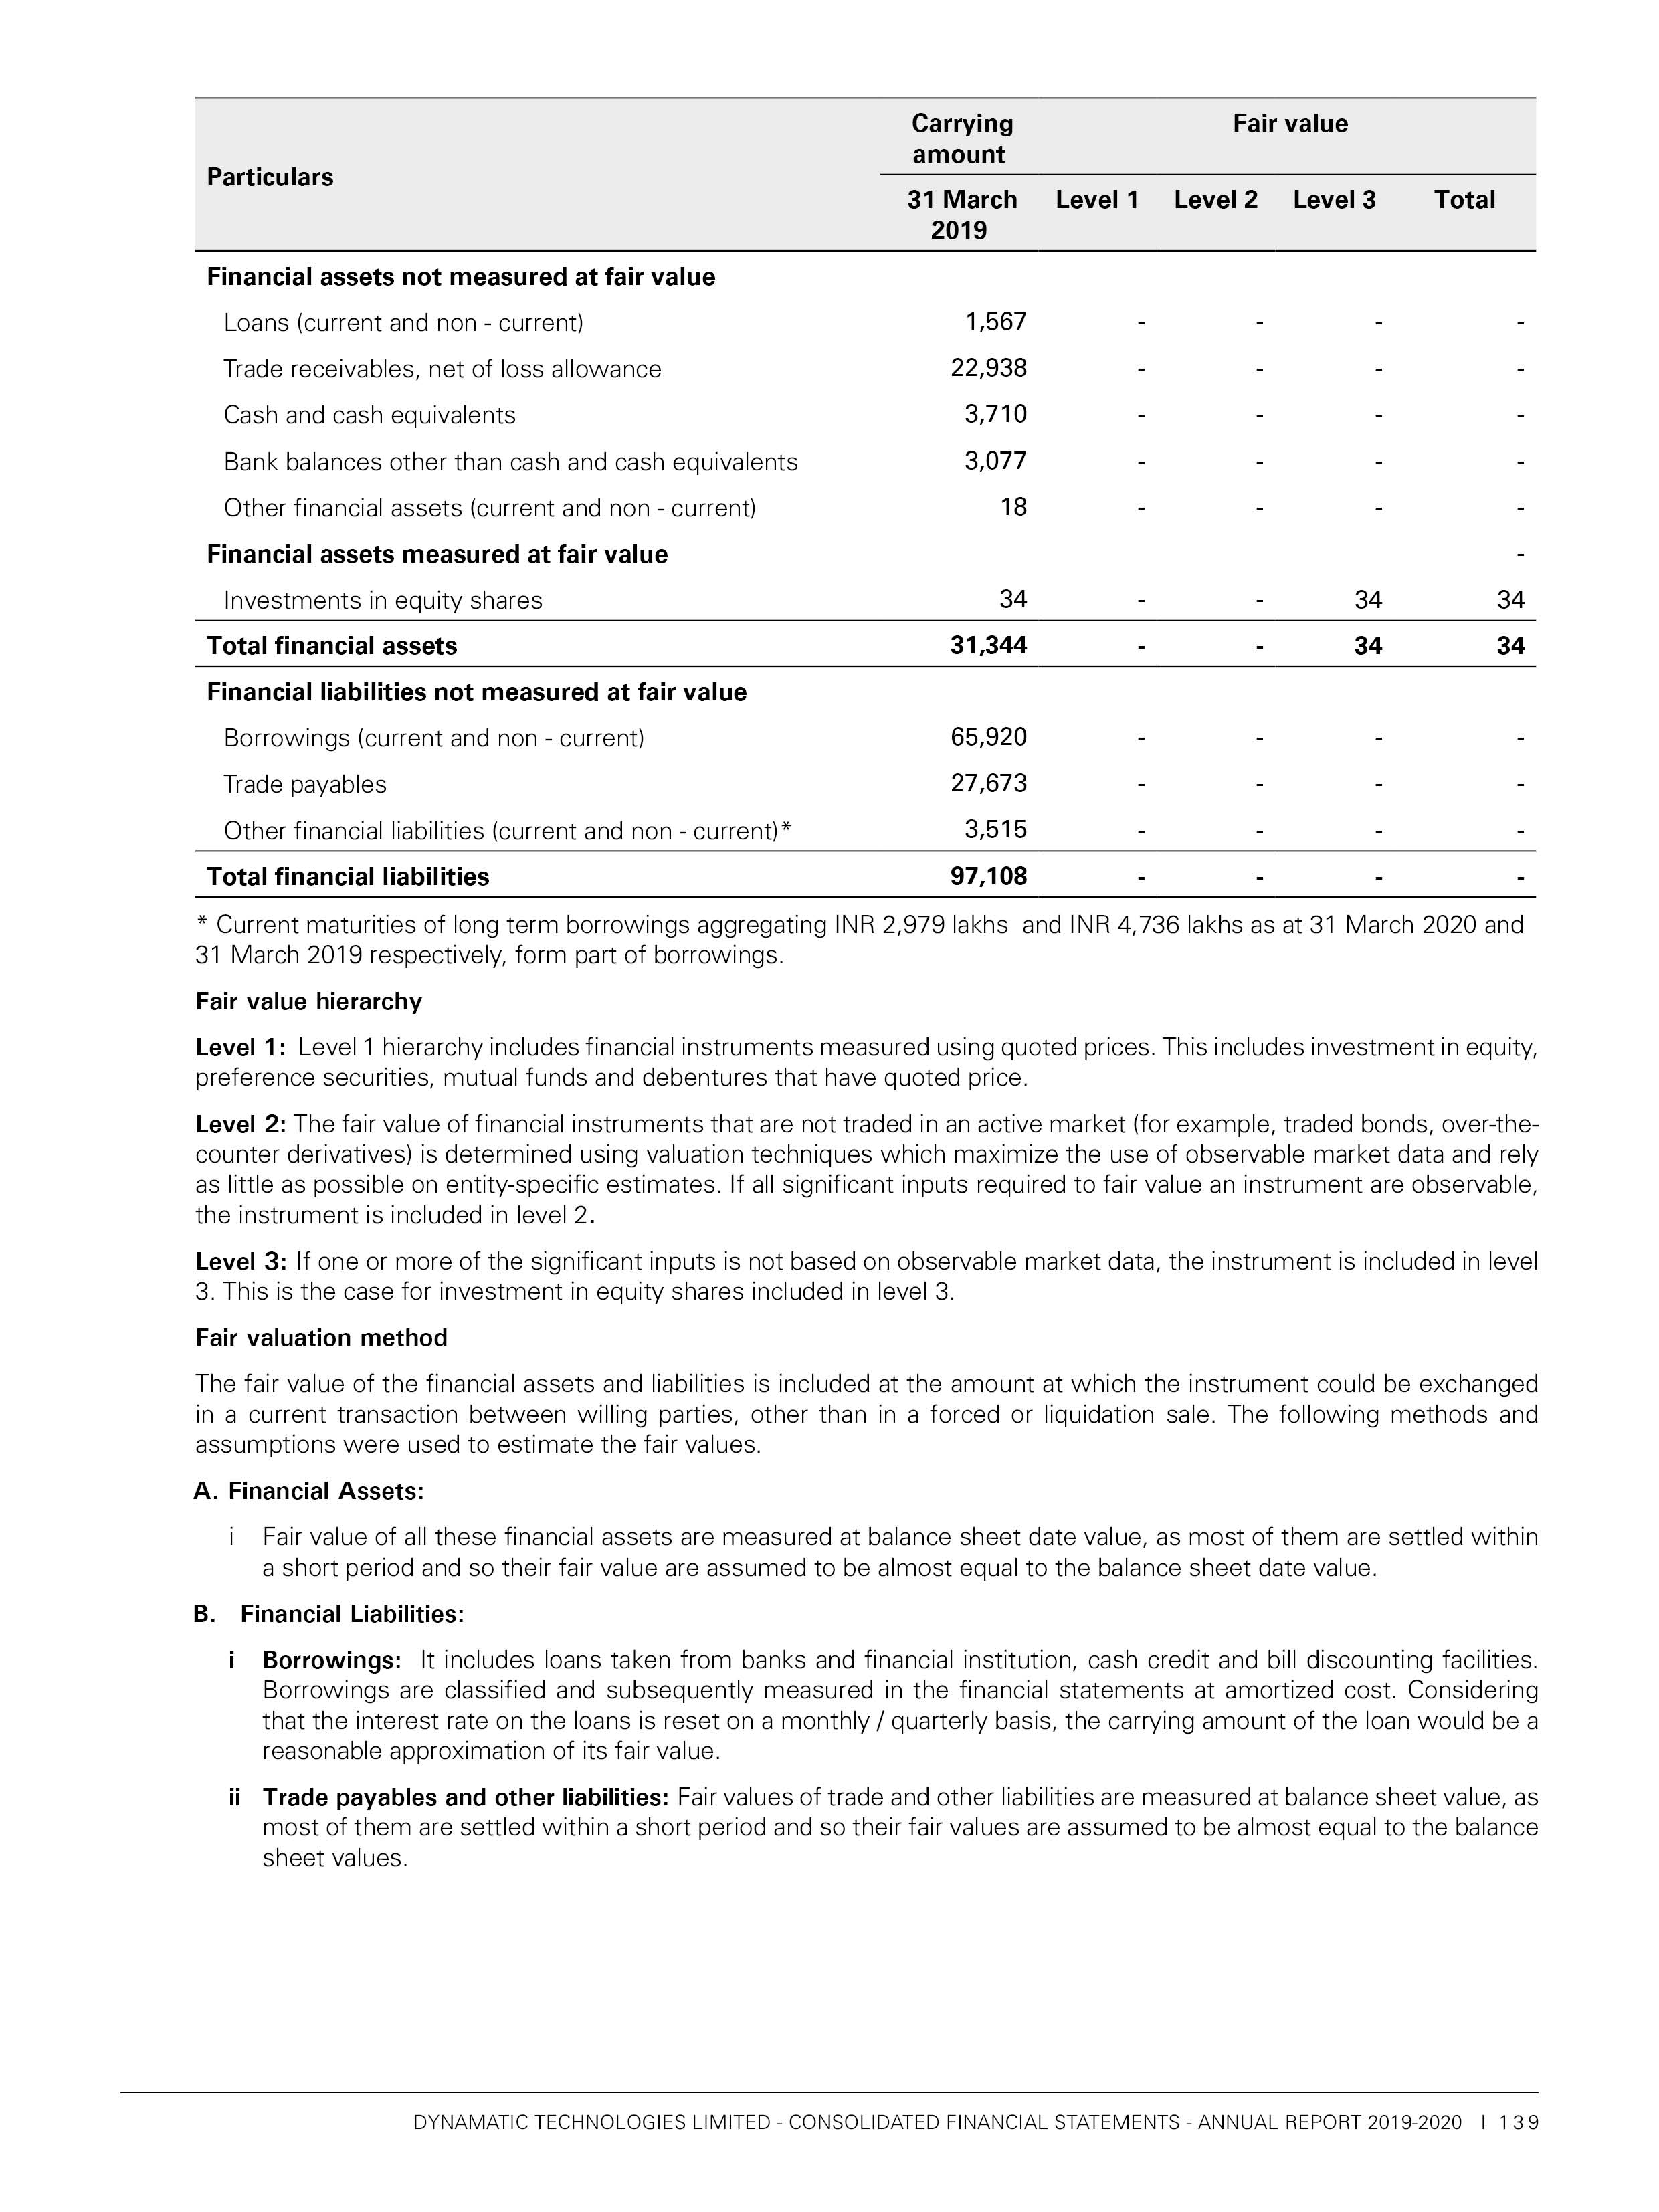 Particulars Carrying amount Fair value
31 March 2019 Level 1 Level 2 Level 3 Total
Financial assets not measured at fair value
Loans (current and non - current) 1,567 - - - -
Trade receivables, net of loss allowance 22,938 - - - -
Cash and cash equivalents 3,710 - - - -
Bank balances other than cash and cash equivalents 3,077 - - - -
Other financial assets (current and non - current) 18 - - - -
Financial assets measured at fair value -
Investments in equity shares 34 - - 34 34
Total financial assets 31,344 - - 34 34
Financial liabilities not measured at fair value
Borrowings (current and non - current) 65,920 - - - -
Trade payables 27,673 - - - -
Other financial liabilities (current and non - current)* 3,515 - - - -
Total financial liabilities 97,108 - - - -
* Current maturities of long term borrowings aggregating INR 2,979 lakhs and INR 4,736 lakhs as at 31 March 2020 and
31 March 2019 respectively, form part of borrowings.
Fair value hierarchy
Level 1: Level 1 hierarchy includes financial instruments measured using quoted prices. This includes investment in equity,
preference securities, mutual funds and debentures that have quoted price.
Level 2: The fair value of financial instruments that are not traded in an active market (for example, traded bonds, over-the-
counter derivatives) is determined using valuation techniques which maximize the use of observable market data and rely
as little as possible on entity-specific estimates. If all significant inputs required to fair value an instrument are observable,
the instrument is included in level 2.
Level 3: If one or more of the significant inputs is not based on observable market data, the instrument is included in level
3. This is the case for investment in equity shares included in level 3.
Fair valuation method
The fair value of the financial assets and liabilities is included at the amount at which the instrument could be exchanged
in a current transaction between willing parties, other than in a forced or liquidation sale. The following methods and
assumptions were used to estimate the fair values.
A. Financial Assets:
i Fair value of all these financial assets are measured at balance sheet date value, as most of them are settled within
a short period and so their fair value are assumed to be almost equal to the balance sheet date value.
B. Financial Liabilities:
i Borrowings: It includes loans taken from banks and financial institution, cash credit and bill discounting facilities.
Borrowings are classified and subsequently measured in the financial statements at amortized cost. Considering
that the interest rate on the loans is reset on a monthly / quarterly basis, the carrying amount of the loan would be a
reasonable approximation of its fair value.
ii Trade payables and other liabilities: Fair values of trade and other liabilities are measured at balance sheet value, as
most of them are settled within a short period and so their fair values are assumed to be almost equal to the balance
sheet values.
DYNAMATIC TECHNOLOGIES LIMITED - CONSOLIDATED FINANCIAL STATEMENTS - ANNUAL REPORT 2019-2020 | 139